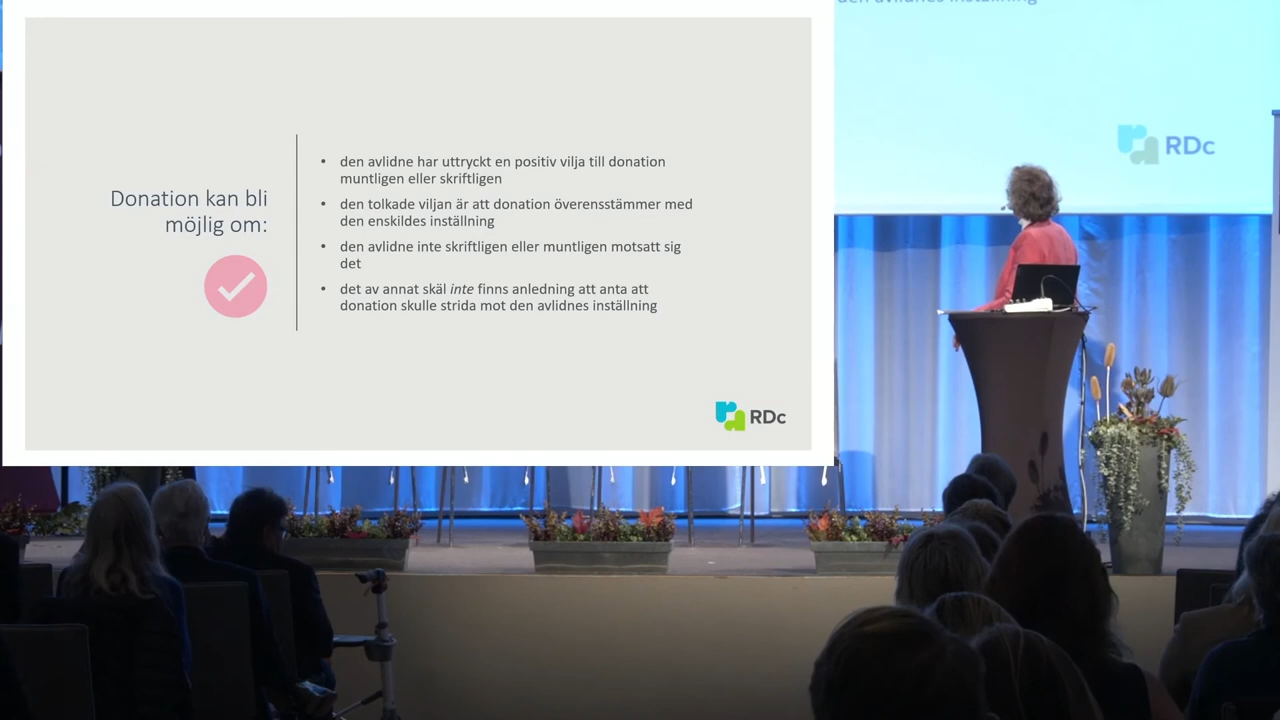 den avlidnes inställning
RDc
Donation kan bli
möjlig om:
• den avlidne har uttryckt en positiv vilja till donation
muntligen eller skriftligen
• den tolkade viljan är att donation överensstämmer med
den enskildes inställning
• den avlidne inte skriftligen eller muntligen motsatt sig
det
• det av annat skäl inte finns anledning att anta att
donation skulle strida mot den avlidnes inställning
RDc